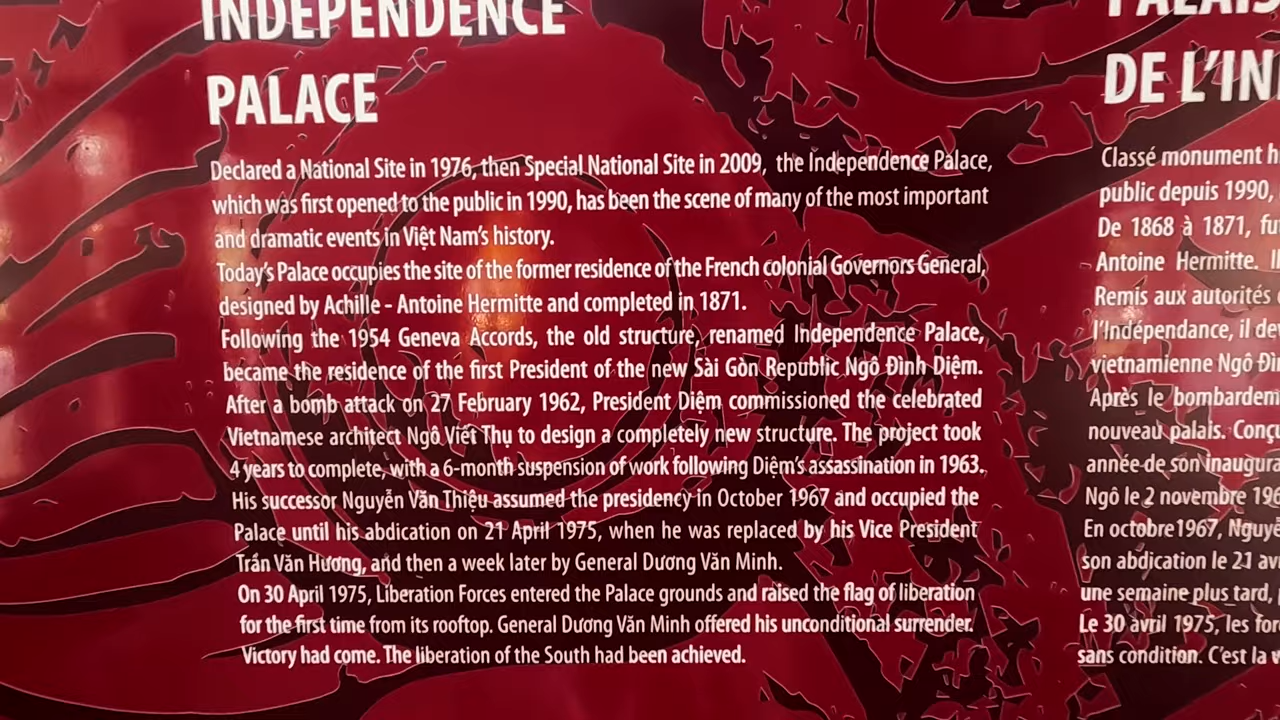 INDEPENDENCE
PALACE
Declared a National Site in 1976, then Special National Site in 2009, the Independence Palace,
which was first opened to the public in 1990, has been the scene of many of the most important
and dramatic events in Việt Nam's history.
Today's Palace occupies the site of the former residence of the French colonial Governors General,
designed by Achille - Antoine Hermitte and completed in 1871.
Following the 1954 Geneva Accords, the old structure, renamed Independence Palace,
became the residence of the first President of the new Sài Gòn Republic Ngô Đình Diệm.
After a bomb attack on 27 February 1962, President Diệm commissioned the celebrated
Vietnamese architect Ngô Viết Thụ to design a completely new structure. The project took
4 years to complete, with a 6-month suspension of work following Diệm's assassination in 1963.
His successor Nguyễn Văn Thiệu assumed the presidency in October 1967 and occupied the
Palace until his abdication on 21 April 1975, when he was replaced by his Vice President
Trần Văn Hương, and then a week later by General Dương Văn Minh.
On 30 April 1975, Liberation Forces entered the Palace grounds and raised the flag of liberation
for the first time from its rooftop. General Dương Văn Minh offered his unconditional surrender.
Victory had come. The liberation of the South had been achieved.
PALAIS
DE L'IN
Classé monument h
public depuis 1990,
De 1868 à 1871, fu
Antoine Hermitte. Il
Remis aux autorités
l'Indépendance, il de
vietnamienne Ngô Đì
Après le bombardem
nouveau palais. Conçu
année de son inaugura
Ngô le 2 novembre 196
En octobre1967, Nguyễ
son abdication le 21 avr
une semaine plus tard,
Le 30 avril 1975, les for
sans condition. C'est la v